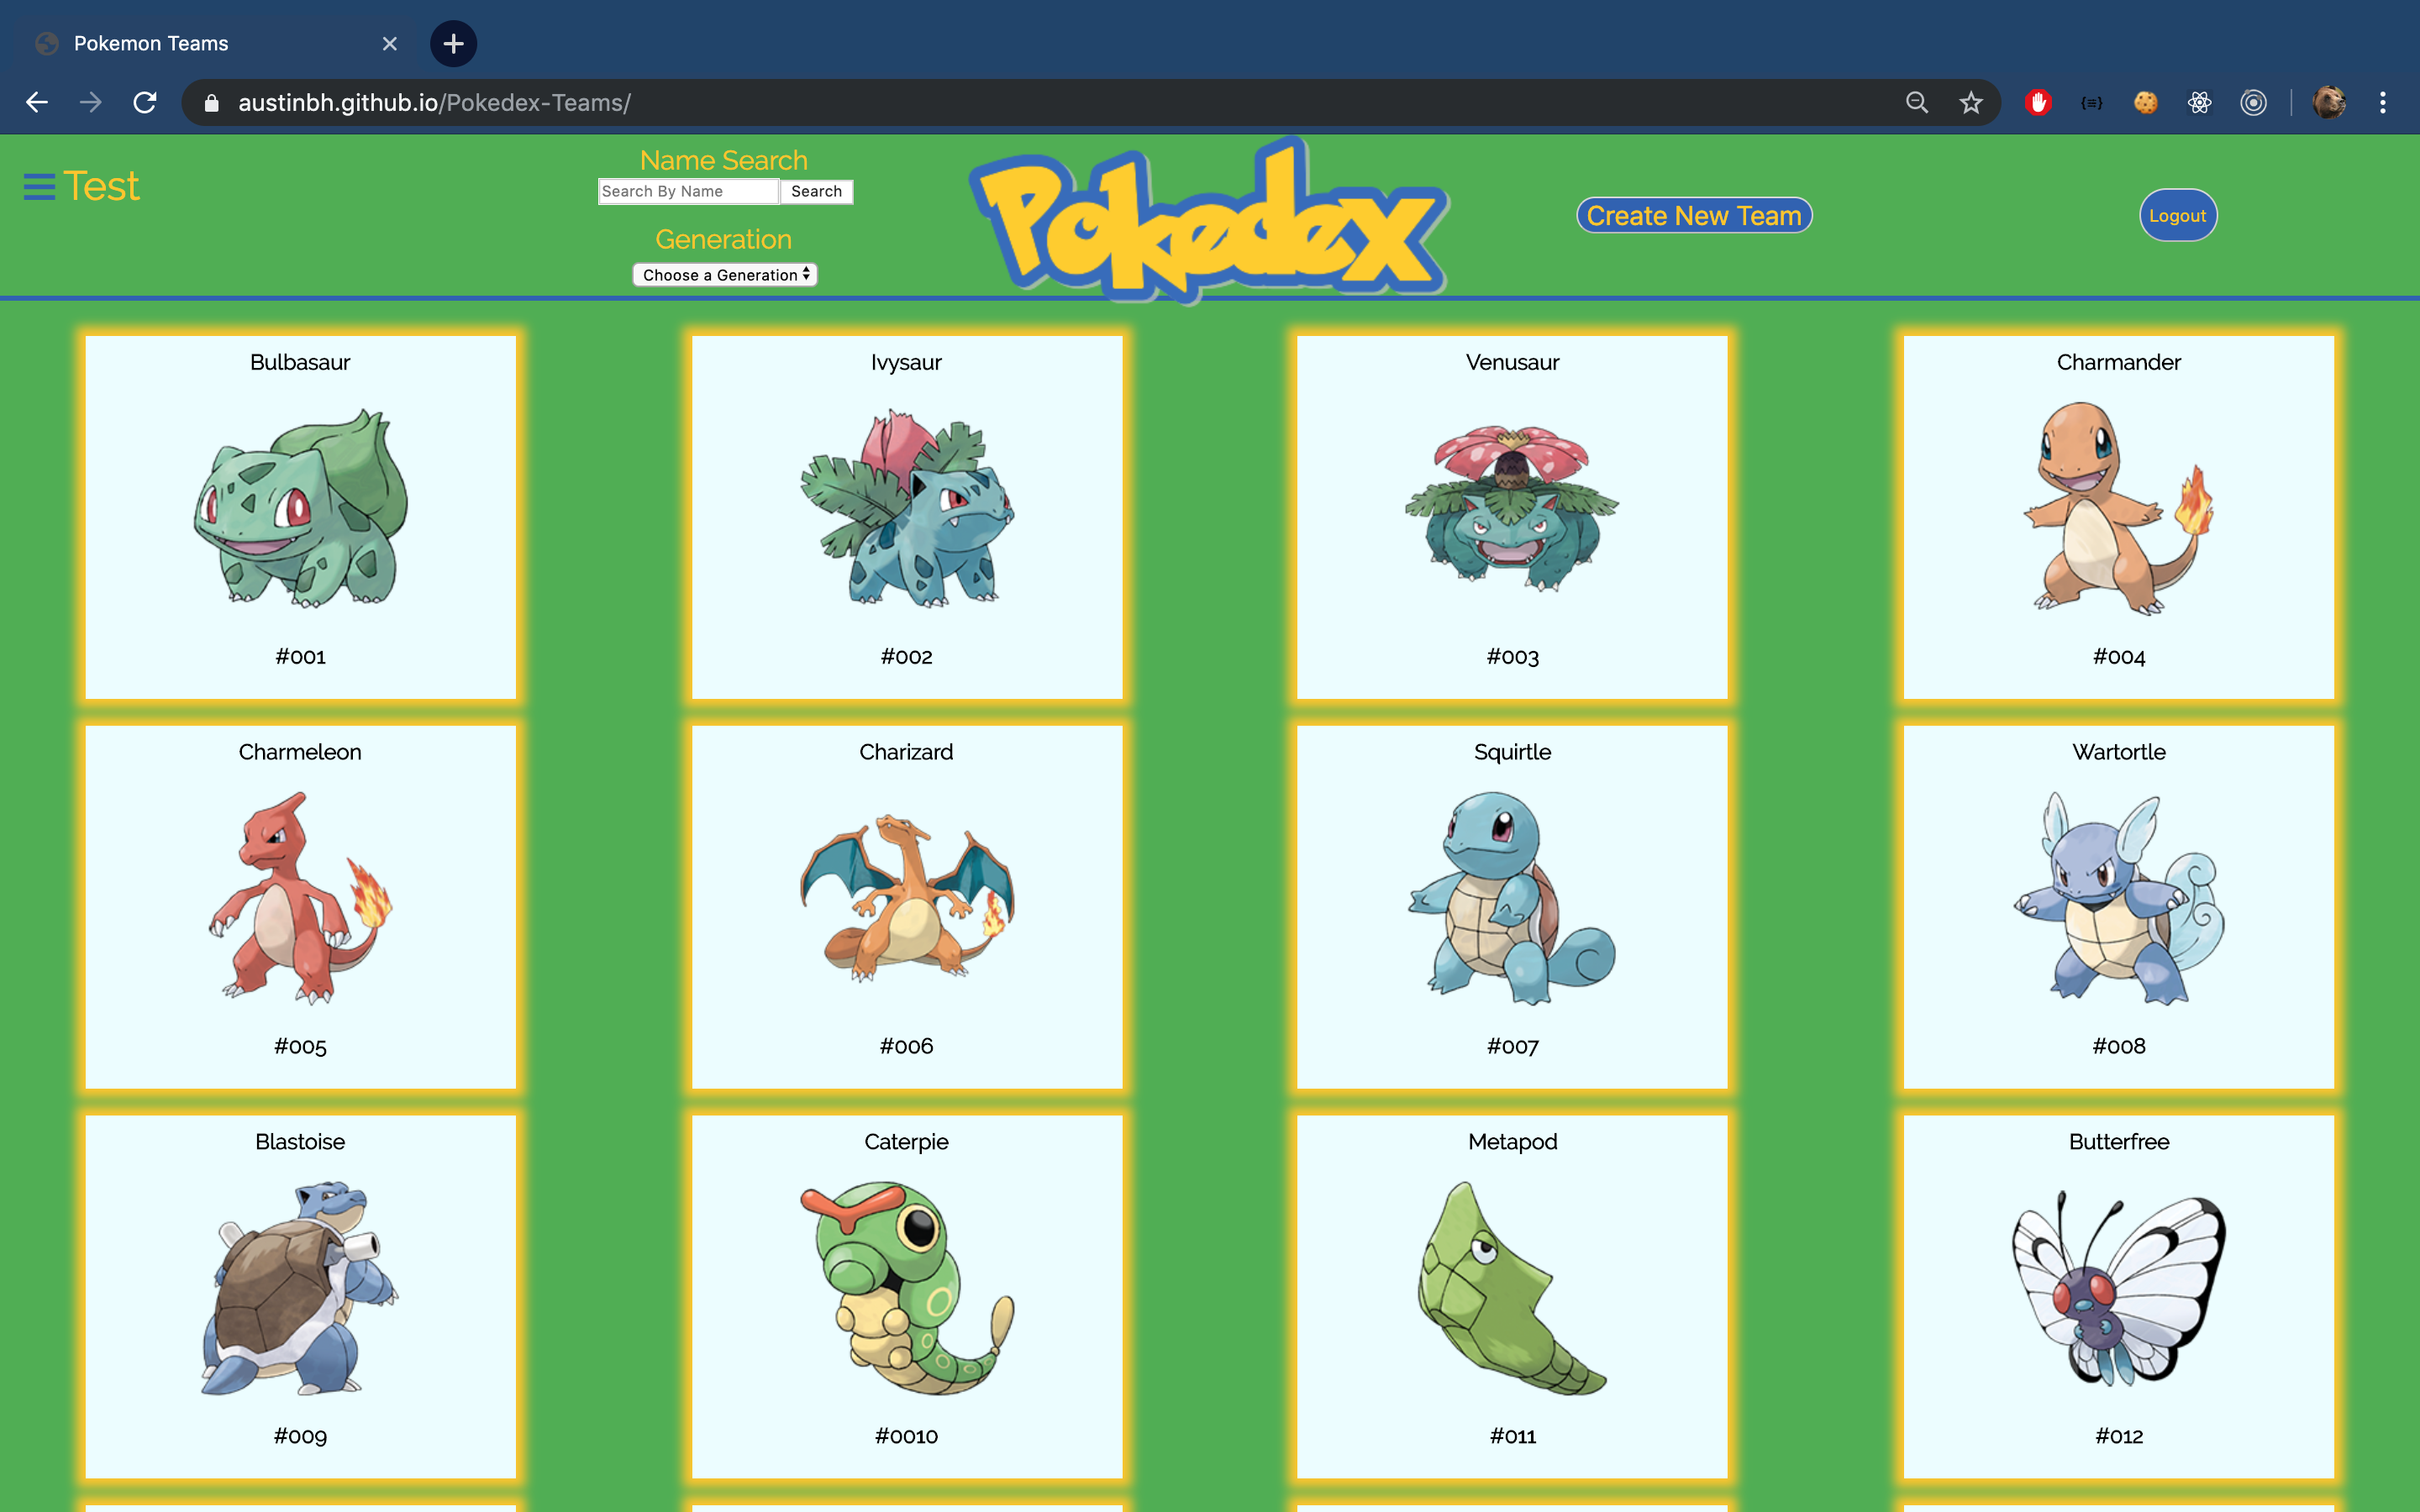 Pokemon Teams
austinbh.github.io/Pokedex-Teams/
Test
Name Search
Search By Name Search
Generation
Choose a Generation
Pokedex
Create New Team
Logout
Bulbasaur Ivysaur Venusaur Charmander
#001 #002 #003 #004
Charmeleon Charizard Squirtle Wartortle
#005 #006 #007 #008
Blastoise Caterpie Metapod Butterfree
#009 #0010 #011 #012